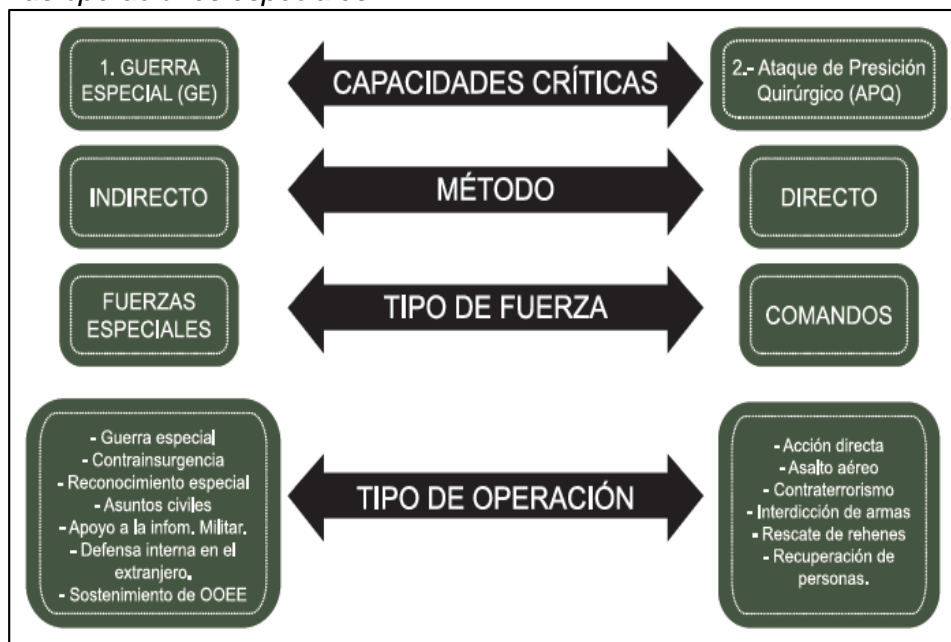 1. GUERRA
ESPECIAL (GE)
CAPACIDADES CRÍTICAS
2.- Ataque de Presición
Quirúrgico (APQ)
INDIRECTO
MÉTODO
DIRECTO
FUERZAS
ESPECIALES
TIPO DE FUERZA
COMANDOS
- Guerra especial
- Contrainsurgencia
- Reconocimiento especial
- Asuntos civiles
- Apoyo a la infom. Militar.
- Defensa interna en el
extranjero.
- Sostenimiento de OOEE
TIPO DE OPERACIÓN
- Acción directa
- Asalto aéreo
- Contraterrorismo
- Interdicción de armas
- Rescate de rehenes
- Recuperación de
personas.